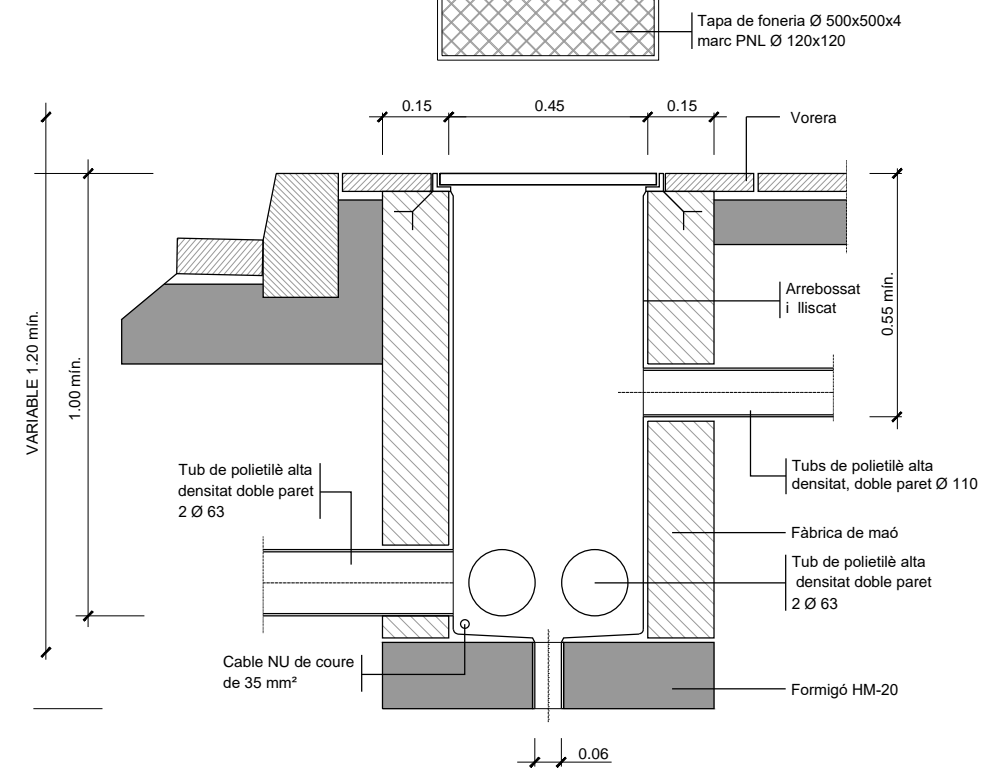 Tapa de foneria Ø 500x500x4
marc PNL Ø 120x120
0.15
0.45
0.15
Vorera
VARIABLE 1.20 mín.
1.00 mín.
Arrebossat
i lliscat
0.55 mín.
Tub de polietilè alta
densitat doble paret
2 Ø 63
Tubs de polietilè alta
densitat, doble paret Ø 110
Fàbrica de maó
Tub de polietilè alta
densitat doble paret
2 Ø 63
Cable NU de coure
de 35 mm²
Formigó HM-20
0.06